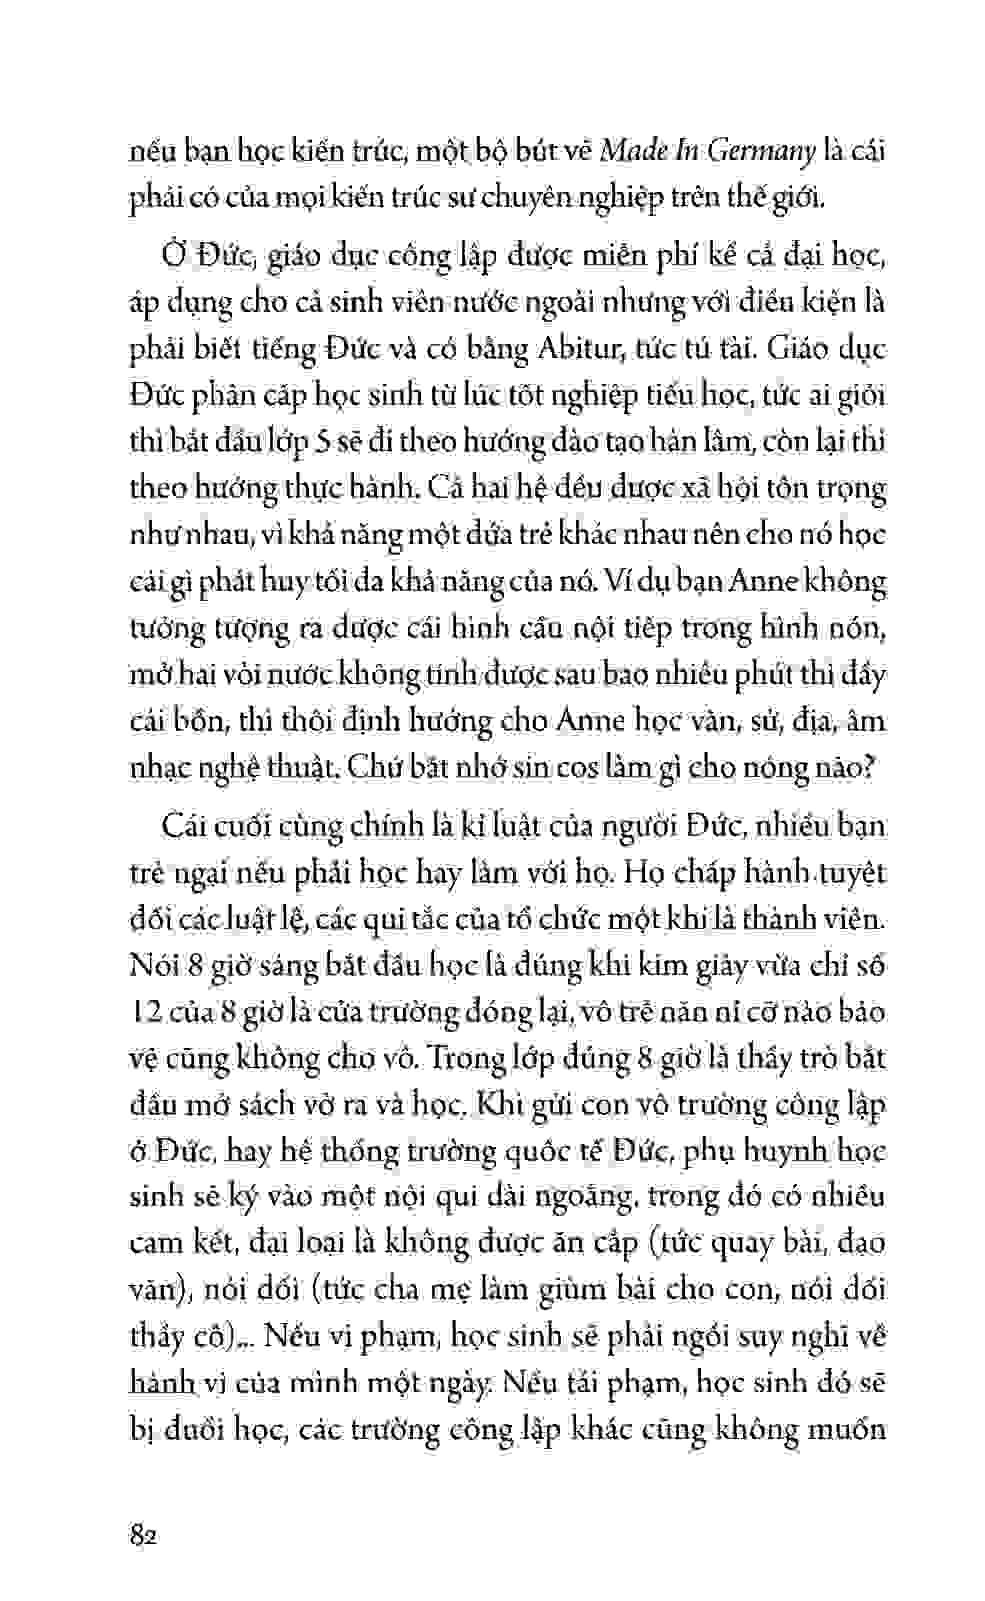 nếu bạn học kiến trúc, một bộ bút vẽ Made In Germany là cái
phải có của mọi kiến trúc sư chuyên nghiệp trên thế giới.
Ở Đức, giáo dục công lập được miễn phí kể cả đại học,
áp dụng cho cả sinh viên nước ngoài nhưng với điều kiện là
phải biết tiếng Đức và có bằng Abitur, tức tú tài. Giáo dục
Đức phân cấp học sinh từ lúc tốt nghiệp tiểu học, tức ai giỏi
thì bắt đầu lớp 5 sẽ đi theo hướng đào tạo hàn lâm, còn lại thì
theo hướng thực hành. Cả hai hệ đều được xã hội tôn trọng
như nhau, vì khả năng một đứa trẻ khác nhau nên cho nó học
cái gì phát huy tối đa khả năng của nó. Ví dụ bạn Anne không
tưởng tượng ra được cái hình cầu nội tiếp trong hình nón,
mở hai vòi nước không tính được sau bao nhiêu phút thì đầy
cái bồn, thì thôi định hướng cho Anne học văn, sử, địa, âm
nhạc nghệ thuật. Chứ bắt nhớ sin cos làm gì cho nông nào?
Cái cuối cùng chính là kỉ luật của người Đức, nhiều bạn
trẻ ngại nếu phải học hay làm với họ. Họ chấp hành tuyệt
đối các luật lệ, các qui tắc của tổ chức một khi là thành viên.
Nói 8 giờ sáng bắt đầu học là đúng khi kim giây vừa chỉ số
12 của 8 giờ là cửa trường đóng lại, vô trễ năn nỉ cỡ nào bảo
vệ cũng không cho vô. Trong lớp đúng 8 giờ là thầy trò bắt
đầu mở sách vở ra và học. Khi gửi con vô trường công lập
ở Đức, hay hệ thống trường quốc tế Đức, phụ huynh học
sinh sẽ ký vào một nội qui dài ngoằng, trong đó có nhiều
cam kết, đại loại là không được ăn cắp (tức quay bài, đạo
văn), nói dối (tức cha mẹ làm giùm bài cho con, nói dối
thầy cô)... Nếu vi phạm, học sinh sẽ phải ngồi suy nghĩ về
hành vi của mình một ngày. Nếu tái phạm, học sinh đó sẽ
bị đuổi học, các trường công lập khác cũng không muốn
82